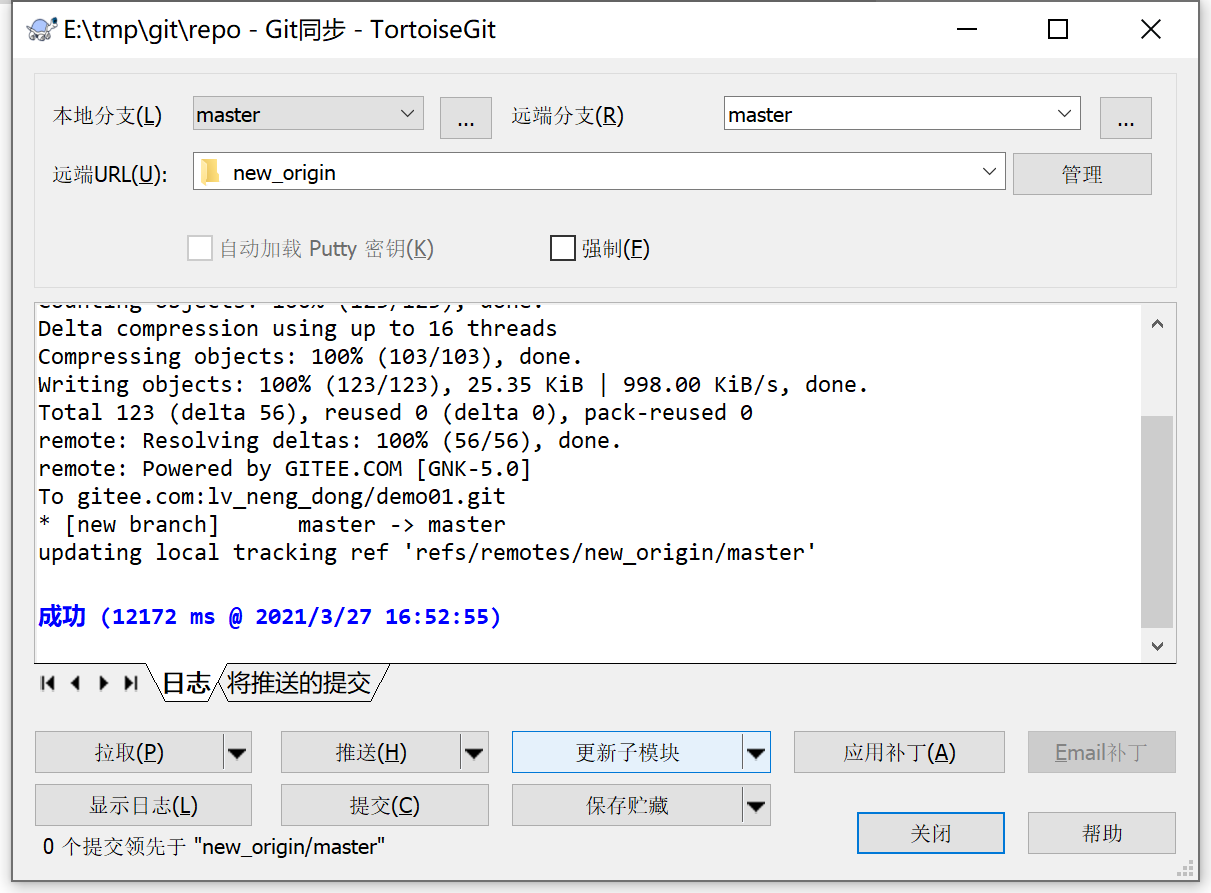 E:\tmp\git\repo - Git同步 - TortoiseGit
本地分支(L) master ... 远端分支(R) master ...
远端URL(U): new_origin 管理
自动加载 Putty 密钥(K) 强制(F)
Counting objects: 100% (123/123), done.
Delta compression using up to 16 threads
Compressing objects: 100% (103/103), done.
Writing objects: 100% (123/123), 25.35 KiB | 998.00 KiB/s, done.
Total 123 (delta 56), reused 0 (delta 0), pack-reused 0
remote: Resolving deltas: 100% (56/56), done.
remote: Powered by GITEE.COM [GNK-5.0]
To gitee.com:lv_neng_dong/demo01.git
* [new branch]      master -> master
updating local tracking ref 'refs/remotes/new_origin/master'
成功 (12172 ms @ 2021/3/27 16:52:55)
日志 将推送的提交
拉取(P) 推送(H) 更新子模块 应用补丁(A) Email补丁
显示日志(L) 提交(C) 保存贮藏
0 个提交领先于 "new_origin/master"
关闭 帮助